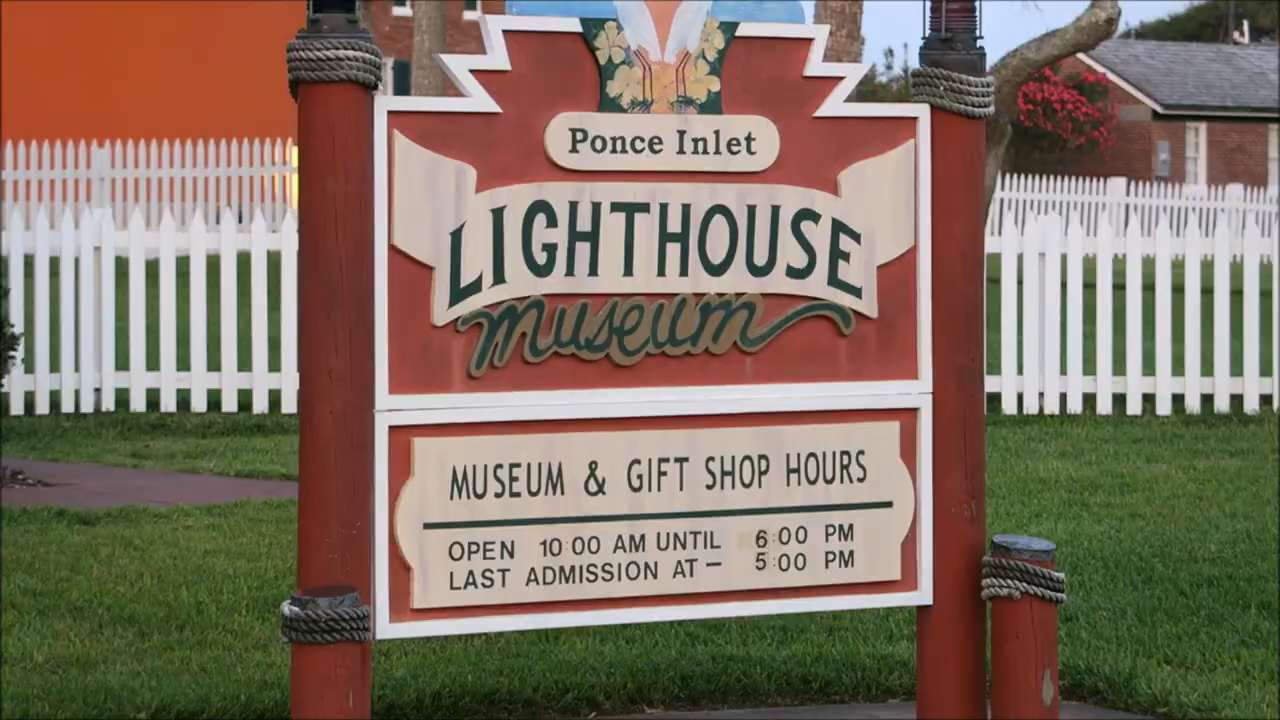 Ponce Inlet
LIGHTHOUSE
museum
MUSEUM & GIFT SHOP HOURS
OPEN 10:00 AM UNTIL 6:00 PM
LAST ADMISSION AT – 5:00 PM